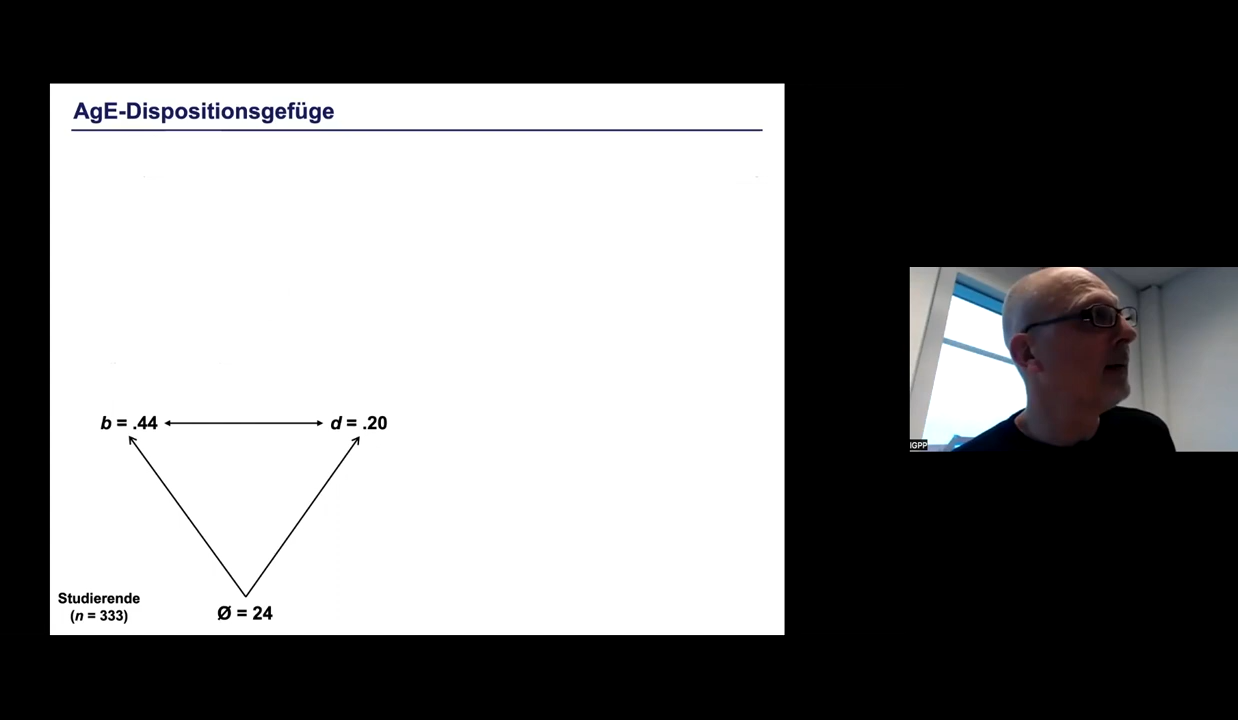 AgE-Dispositionsgefüge
b = .44
d = .20
Studierende
(n = 333)
Ø = 24
IGPP